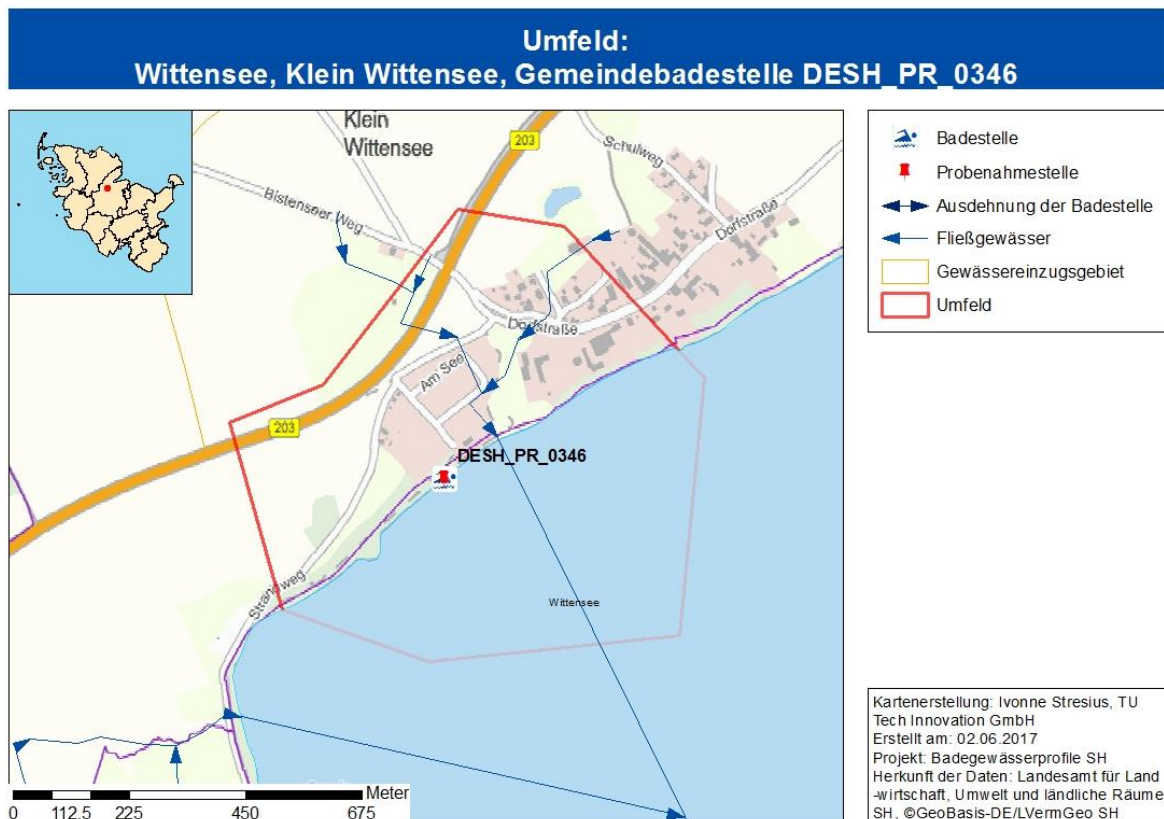 Umfeld:
Wittensee, Klein Wittensee, Gemeindebadestelle DESH_PR_0346
Klein
Wittensee
203
Schulweg
Bistenseer Weg
Dorfstraße
Dorfstraße
Am See
203
DESH_PR_0346
Strandweg
Wittensee
Meter
0 112.5 225 450 675
Badestelle
Probenahmestelle
Ausdehnung der Badestelle
Fließgewässer
Gewässereinzugsgebiet
Umfeld
Kartenerstellung: Ivonne Stresius, TU
Tech Innovation GmbH
Erstellt am: 02.06.2017
Projekt: Badegewässerprofile SH
Herkunft der Daten: Landesamt für Land
-wirtschaft, Umwelt und ländliche Räume
SH, ©GeoBasis-DE/LVermGeo SH